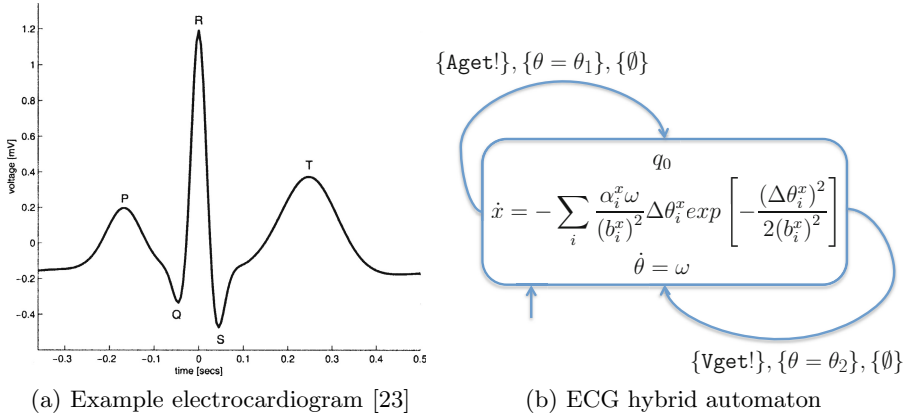 R
1.2
1
0.8
0.6
0.4
0.2
0
-0.2
-0.4
voltage [mV]
P
T
Q
S
-0.3 -0.2 -0.1 0 0.1 0.2 0.3 0.4 0.5
time [secs]
(a) Example electrocardiogram [23]
{Aget!}, {θ = θ₁}, {∅}
q₀
ẋ = − ∑ᵢ (αᵢˣω / (bᵢˣ)²) Δθᵢˣ exp [ − (Δθᵢˣ)² / 2(bᵢˣ)² ]
θ̇ = ω
{Vget!}, {θ = θ₂}, {∅}
(b) ECG hybrid automaton